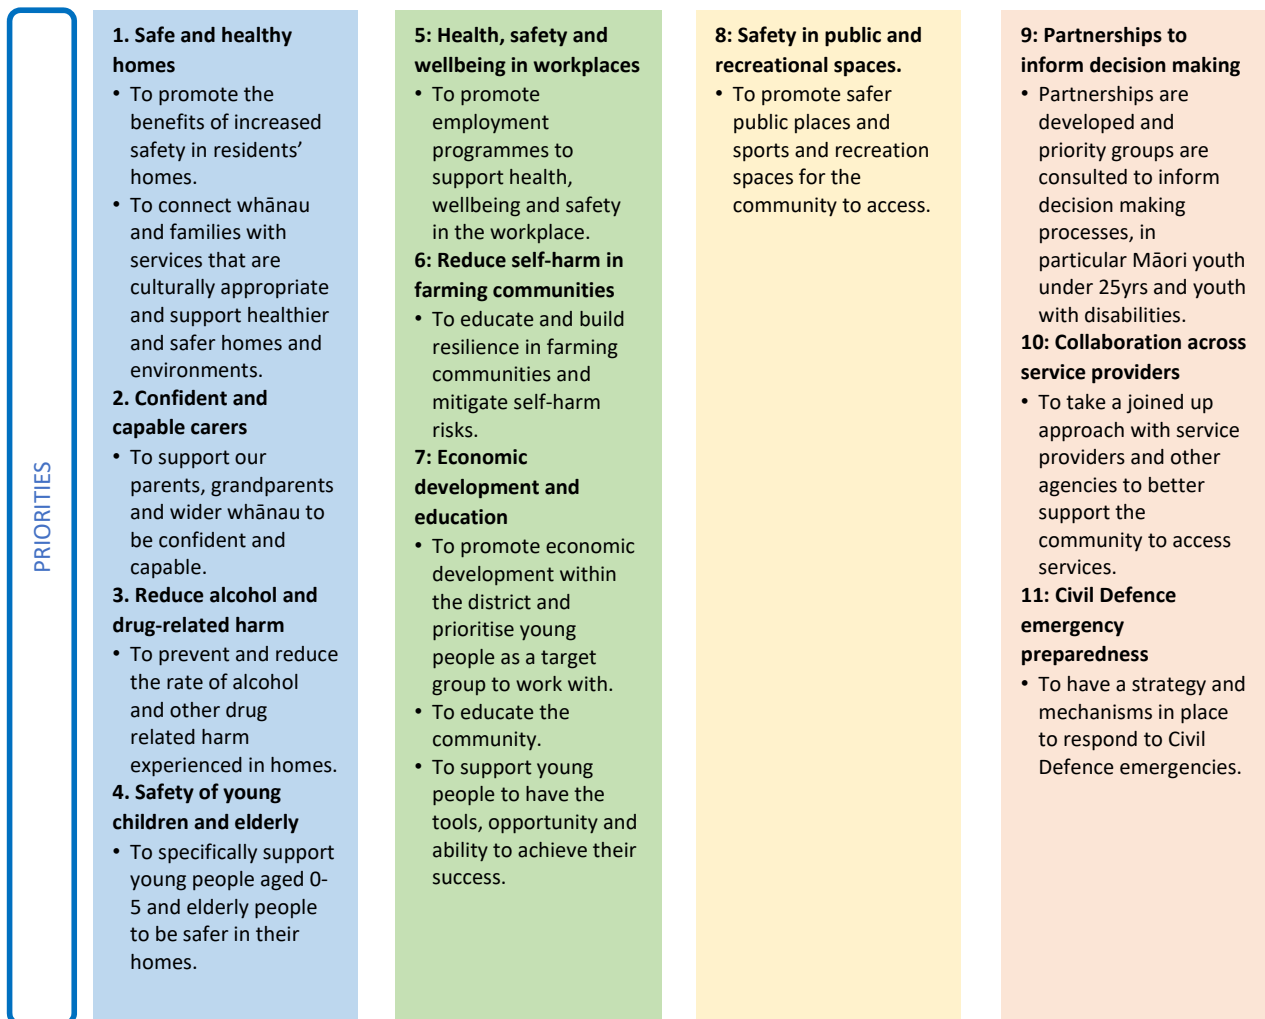 PRIORITIES
1. Safe and healthy
homes
• To promote the
benefits of increased
safety in residents’
homes.
• To connect whānau
and families with
services that are
culturally appropriate
and support healthier
and safer homes and
environments.
2. Confident and
capable carers
• To support our
parents, grandparents
and wider whānau to
be confident and
capable.
3. Reduce alcohol and
drug-related harm
• To prevent and reduce
the rate of alcohol
and other drug
related harm
experienced in homes.
4. Safety of young
children and elderly
• To specifically support
young people aged 0-
5 and elderly people
to be safer in their
homes.
5: Health, safety and
wellbeing in workplaces
• To promote
employment
programmes to
support health,
wellbeing and safety
in the workplace.
6: Reduce self-harm in
farming communities
• To educate and build
resilience in farming
communities and
mitigate self-harm
risks.
7: Economic
development and
education
• To promote economic
development within
the district and
prioritise young
people as a target
group to work with.
• To educate the
community.
• To support young
people to have the
tools, opportunity and
ability to achieve their
success.
8: Safety in public and
recreational spaces.
• To promote safer
public places and
sports and recreation
spaces for the
community to access.
9: Partnerships to
inform decision making
• Partnerships are
developed and
priority groups are
consulted to inform
decision making
processes, in
particular Māori youth
under 25yrs and youth
with disabilities.
10: Collaboration across
service providers
• To take a joined up
approach with service
providers and other
agencies to better
support the
community to access
services.
11: Civil Defence
emergency
preparedness
• To have a strategy and
mechanisms in place
to respond to Civil
Defence emergencies.